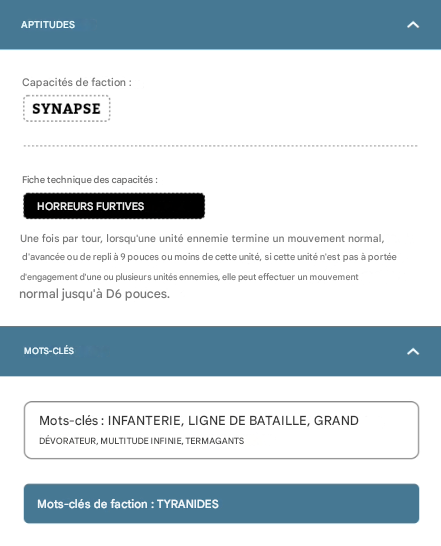 APTITUDES
Capacités de faction :
SYNAPSE
Fiche technique des capacités :
HORREURS FURTIVES
Une fois par tour, lorsqu'une unité ennemie termine un mouvement normal,
d'avancée ou de repli à 9 pouces ou moins de cette unité, si cette unité n'est pas à portée
d'engagement d'une ou plusieurs unités ennemies, elle peut effectuer un mouvement
normal jusqu'à D6 pouces.
MOTS-CLÉS
Mots-clés : INFANTERIE, LIGNE DE BATAILLE, GRAND
DÉVORATEUR, MULTITUDE INFINIE, TERMAGANTS
Mots-clés de faction : TYRANIDES